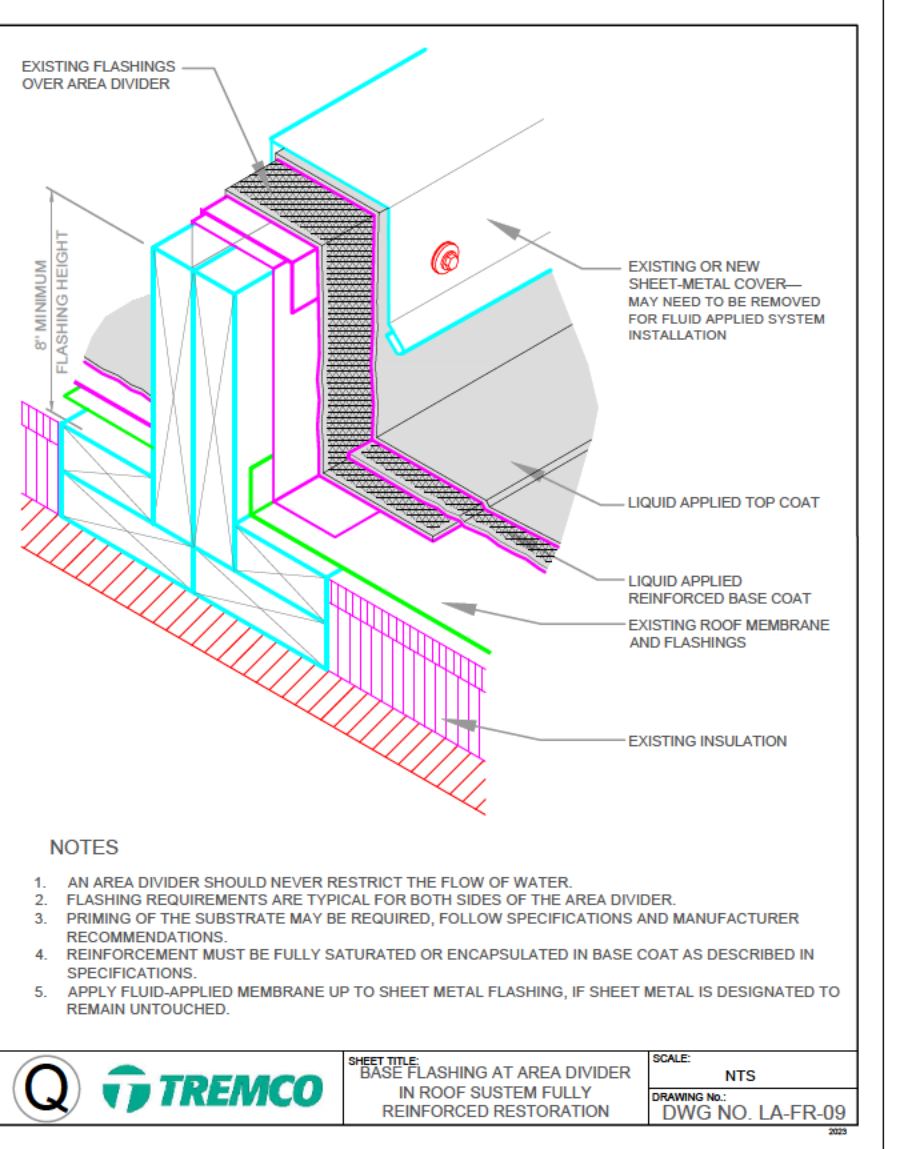 EXISTING FLASHINGS
OVER AREA DIVIDER
8" MINIMUM
FLASHING HEIGHT
EXISTING OR NEW
SHEET-METAL COVER—
MAY NEED TO BE REMOVED
FOR FLUID APPLIED SYSTEM
INSTALLATION
LIQUID APPLIED TOP COAT
LIQUID APPLIED
REINFORCED BASE COAT
EXISTING ROOF MEMBRANE
AND FLASHINGS
EXISTING INSULATION
NOTES
1. AN AREA DIVIDER SHOULD NEVER RESTRICT THE FLOW OF WATER.
2. FLASHING REQUIREMENTS ARE TYPICAL FOR BOTH SIDES OF THE AREA DIVIDER.
3. PRIMING OF THE SUBSTRATE MAY BE REQUIRED, FOLLOW SPECIFICATIONS AND MANUFACTURER
RECOMMENDATIONS.
4. REINFORCEMENT MUST BE FULLY SATURATED OR ENCAPSULATED IN BASE COAT AS DESCRIBED IN
SPECIFICATIONS.
5. APPLY FLUID-APPLIED MEMBRANE UP TO SHEET METAL FLASHING, IF SHEET METAL IS DESIGNATED TO
REMAIN UNTOUCHED.
Q
TREMCO
SHEET TITLE:
BASE FLASHING AT AREA DIVIDER
IN ROOF SUSTEM FULLY
REINFORCED RESTORATION
SCALE:
NTS
DRAWING No.:
DWG NO. LA-FR-09
2023